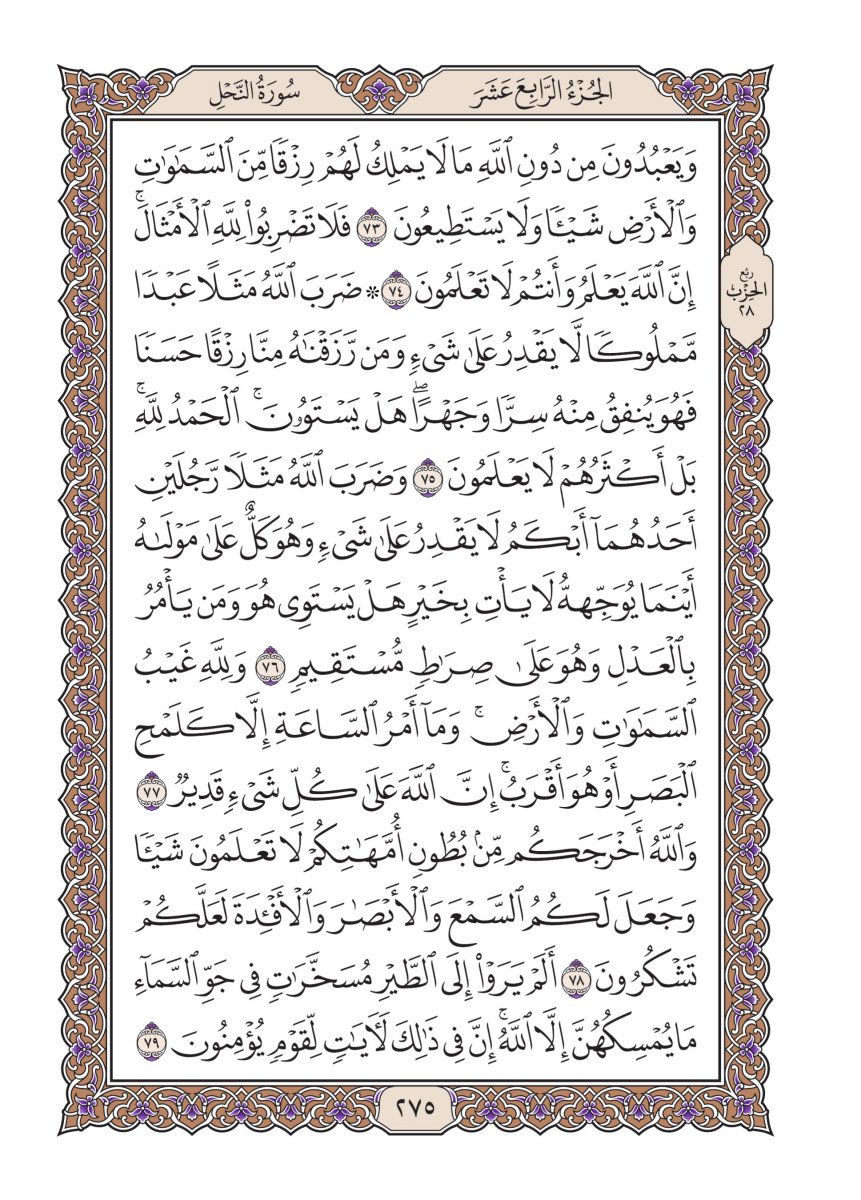 الجُزْءُ الرَّابِعَ عَشَرَ
سُورَةُ النَّحْلِ
وَيَعْبُدُونَ مِن دُونِ ٱللَّهِ مَا لَا يَمْلِكُ لَهُمْ رِزْقًا مِّنَ ٱلسَّمَٰوَٰتِ
وَٱلْأَرْضِ شَيْـًٔا وَلَا يَسْتَطِيعُونَ ٧٣ فَلَا تَضْرِبُوا۟ لِلَّهِ ٱلْأَمْثَالَ ۚ
إِنَّ ٱللَّهَ يَعْلَمُ وَأَنتُمْ لَا تَعْلَمُونَ ٧٤ * ضَرَبَ ٱللَّهُ مَثَلًا عَبْدًا
مَّمْلُوكًا لَّا يَقْدِرُ عَلَىٰ شَىْءٍ وَمَن رَّزَقْنَٰهُ مِنَّا رِزْقًا حَسَنًا
فَهُوَ يُنفِقُ مِنْهُ سِرًّا وَجَهْرًا ۖ هَلْ يَسْتَوُۥنَ ۚ ٱلْحَمْدُ لِلَّهِ ۚ
بَلْ أَكْثَرُهُمْ لَا يَعْلَمُونَ ٧٥ وَضَرَبَ ٱللَّهُ مَثَلًا رَّجُلَيْنِ
أَحَدُهُمَآ أَبْكَمُ لَا يَقْدِرُ عَلَىٰ شَىْءٍ وَهُوَ كَلٌّ عَلَىٰ مَوْلَىٰهُ
أَيْنَمَا يُوَجِّههُّ لَا يَأْتِ بِخَيْرٍ هَلْ يَسْتَوِى هُوَ وَمَن يَأْمُرُ
بِٱلْعَدْلِ وَهُوَ عَلَىٰ صِرَٰطٍ مُّسْتَقِيمٍ ٧٦ وَلِلَّهِ غَيْبُ
ٱلسَّمَٰوَٰتِ وَٱلْأَرْضِ ۚ وَمَآ أَمْرُ ٱلسَّاعَةِ إِلَّا كَلَمْحِ
ٱلْبَصَرِ أَوْ هُوَ أَقْرَبُ ۚ إِنَّ ٱللَّهَ عَلَىٰ كُلِّ شَىْءٍ قَدِيرٌ ٧٧
وَٱللَّهُ أَخْرَجَكُم مِّنۢ بُطُونِ أُمَّهَٰتِكُمْ لَا تَعْلَمُونَ شَيْـًٔا
وَجَعَلَ لَكُمُ ٱلسَّمْعَ وَٱلْأَبْصَٰرَ وَٱلْأَفْـِٔدَةَ لَعَلَّكُمْ
تَشْكُرُونَ ٧٨ أَلَمْ يَرَوْا۟ إِلَى ٱلطَّيْرِ مُسَخَّرَٰتٍ فِى جَوِّ ٱلسَّمَآءِ
مَا يُمْسِكُهُنَّ إِلَّا ٱللَّهُ ۚ إِنَّ فِى ذَٰلِكَ لَـَٔايَٰتٍ لِّقَوْمٍ يُؤْمِنُونَ ٧٩
ربع
الحِزْب
٢٨
٢٧٥